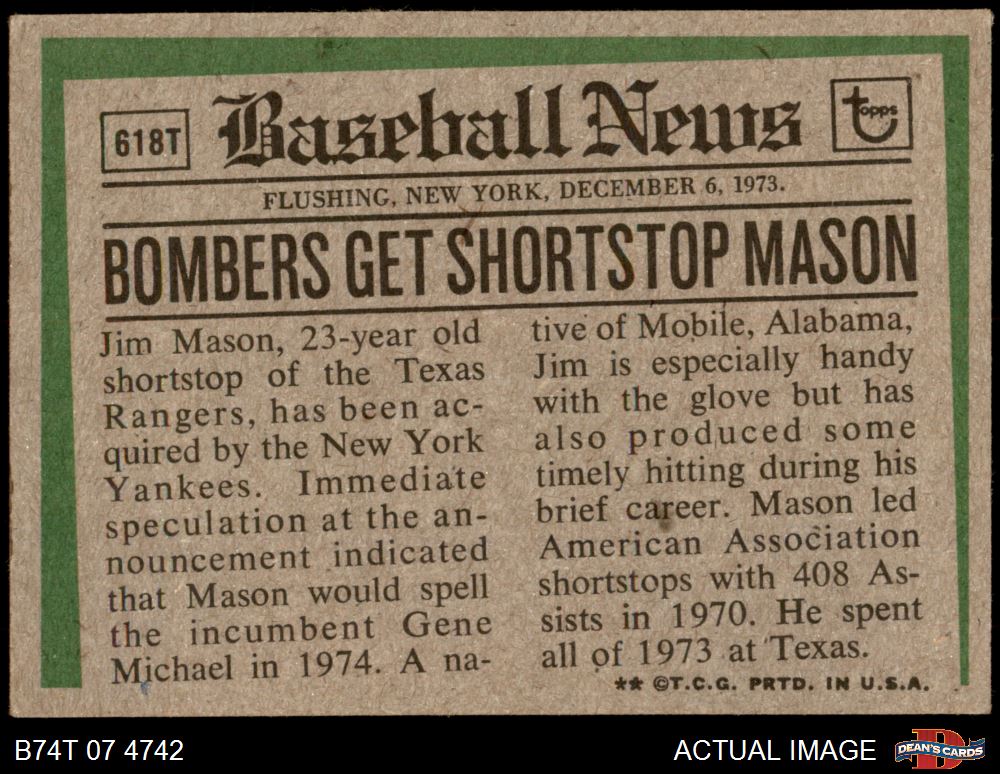 618T
Baseball News
topps
FLUSHING, NEW YORK, DECEMBER 6, 1973.
BOMBERS GET SHORTSTOP MASON
Jim Mason, 23-year old
shortstop of the Texas
Rangers, has been ac-
quired by the New York
Yankees. Immediate
speculation at the an-
nouncement indicated
that Mason would spell
the incumbent Gene
Michael in 1974. A na-
tive of Mobile, Alabama,
Jim is especially handy
with the glove but has
also produced some
timely hitting during his
brief career. Mason led
American Association
shortstops with 408 As-
sists in 1970. He spent
all of 1973 at Texas.
** ©T.C.G. PRTD. IN U.S.A.
B74T 07 4742
ACTUAL IMAGE
DEAN'S CARDS